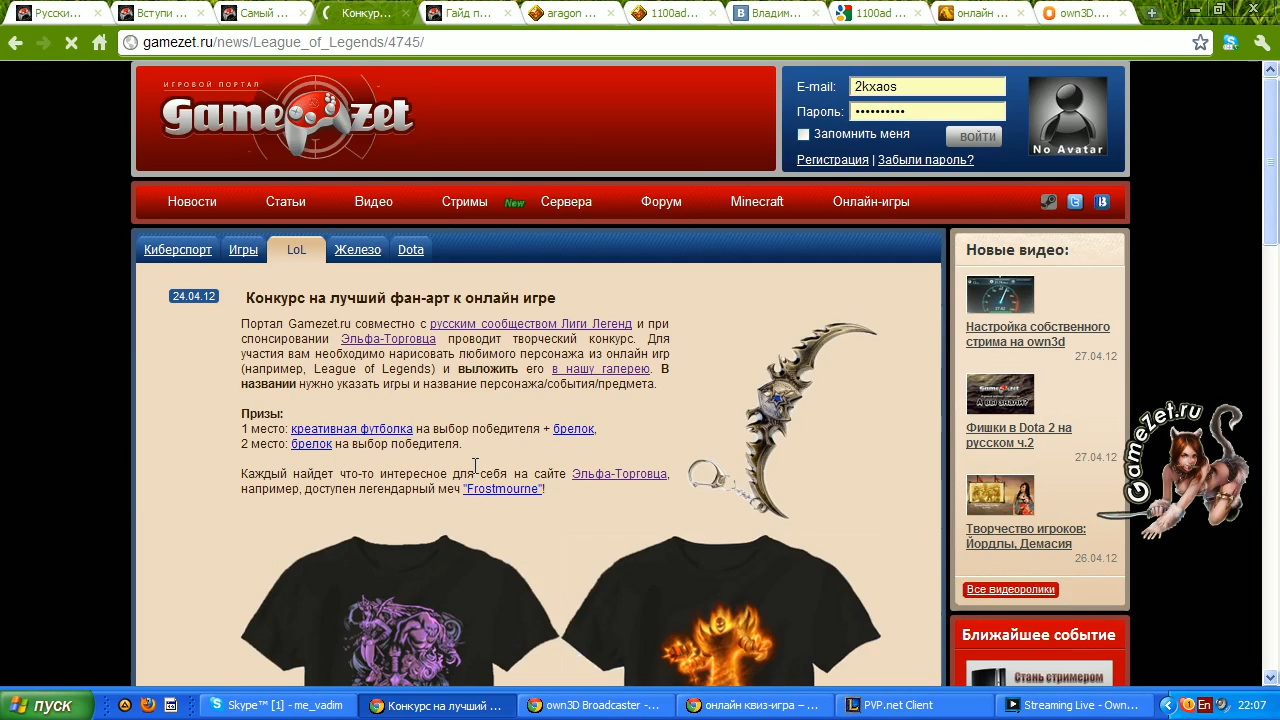 Русски...
Вступи ...
Самый ...
Конкурс...
Гайд п...
aragon ...
1100ad...
Владим...
1100ad ...
онлайн ...
own3D....
gamezet.ru/news/League_of_Legends/4745/
ИГРОВОЙ ПОРТАЛ
GameZet
E-mail:
2kxaos
Пароль:
Запомнить меня
ВОЙТИ
Регистрация | Забыли пароль?
No Avatar
Новости
Статьи
Видео
Стримы
New
Сервера
Форум
Minecraft
Онлайн-игры
Киберспорт
Игры
LoL
Железо
Dota
24.04.12
Конкурс на лучший фан-арт к онлайн игре
Портал Gamezet.ru совместно с русским сообществом Лиги Легенд и при
спонсировании Эльфа-Торговца проводит творческий конкурс. Для
участия вам необходимо нарисовать любимого персонажа из онлайн игр
(например, League of Legends) и выложить его в нашу галерею. В
названии нужно указать игры и название персонажа/события/предмета.
Призы:
1 место: креативная футболка на выбор победителя + брелок,
2 место: брелок на выбор победителя.
Каждый найдет что-то интересное для себя на сайте Эльфа-Торговца,
например, доступен легендарный меч "Frostmourne"!
Новые видео:
Настройка собственного
стрима на own3d
27.04.12
GameZet
А ВЫ ЗНАЛИ?
Фишки в Dota 2 на
русском ч.2
27.04.12
Творчество игроков:
Йордлы, Демасия
26.04.12
Все видеоролики
GameZet.ru
Ближайшее событие
Стань стримером
пуск
Skype™ [1] - me_vadim
Конкурс на лучший ...
own3D Broadcaster -...
онлайн квиз-игра – ...
PVP.net Client
Streaming Live - Own...
En
22:07